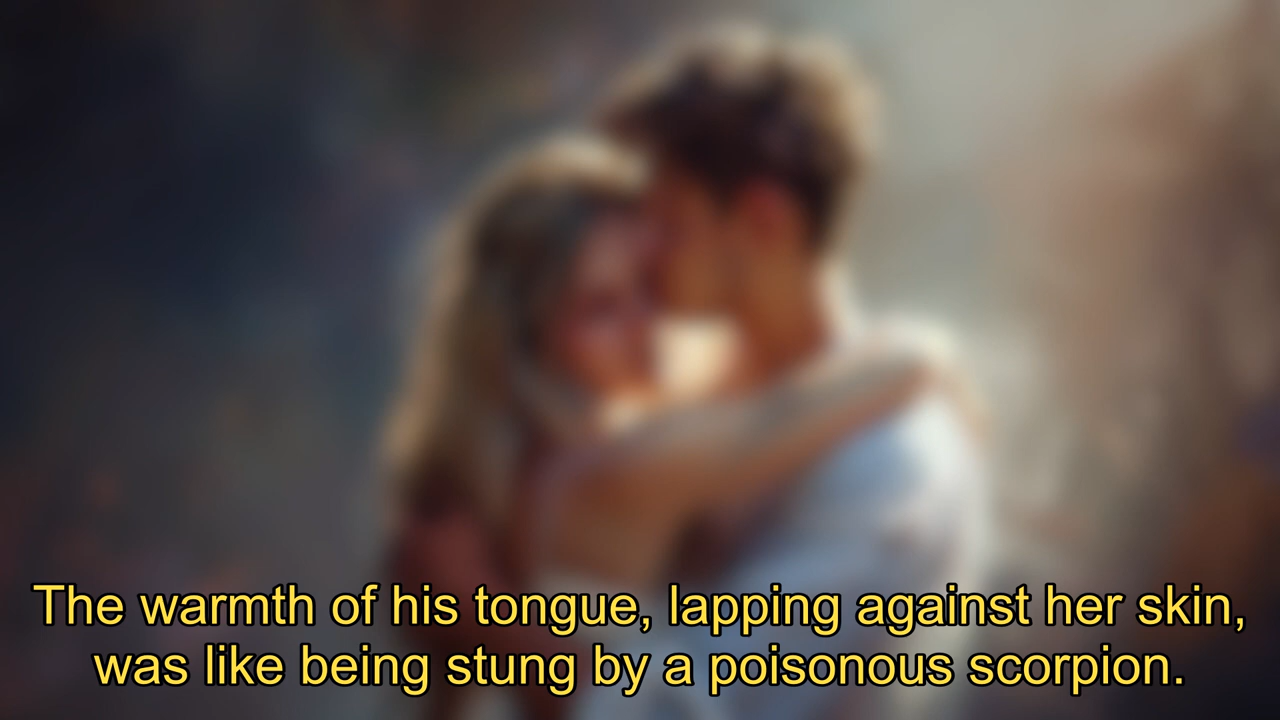 The warmth of his tongue, lapping against her skin,
was like being stung by a poisonous scorpion.